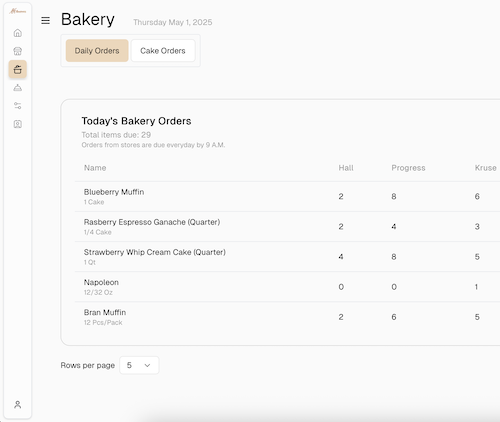 Bakery
Thursday May 1, 2025
Daily Orders
Cake Orders
Today's Bakery Orders
Total items due: 29
Orders from stores are due everyday by 9 A.M.
Name Hall Progress Kruse
Blueberry Muffin 2 8 6
1 Cake
Rasberry Espresso Ganache (Quarter) 2 4 3
1/4 Cake
Strawberry Whip Cream Cake (Quarter) 4 8 5
1 Qt
Napoleon 0 0 1
12/32 Oz
Bran Muffin 2 6 5
12 Pcs/Pack
Rows per page 5